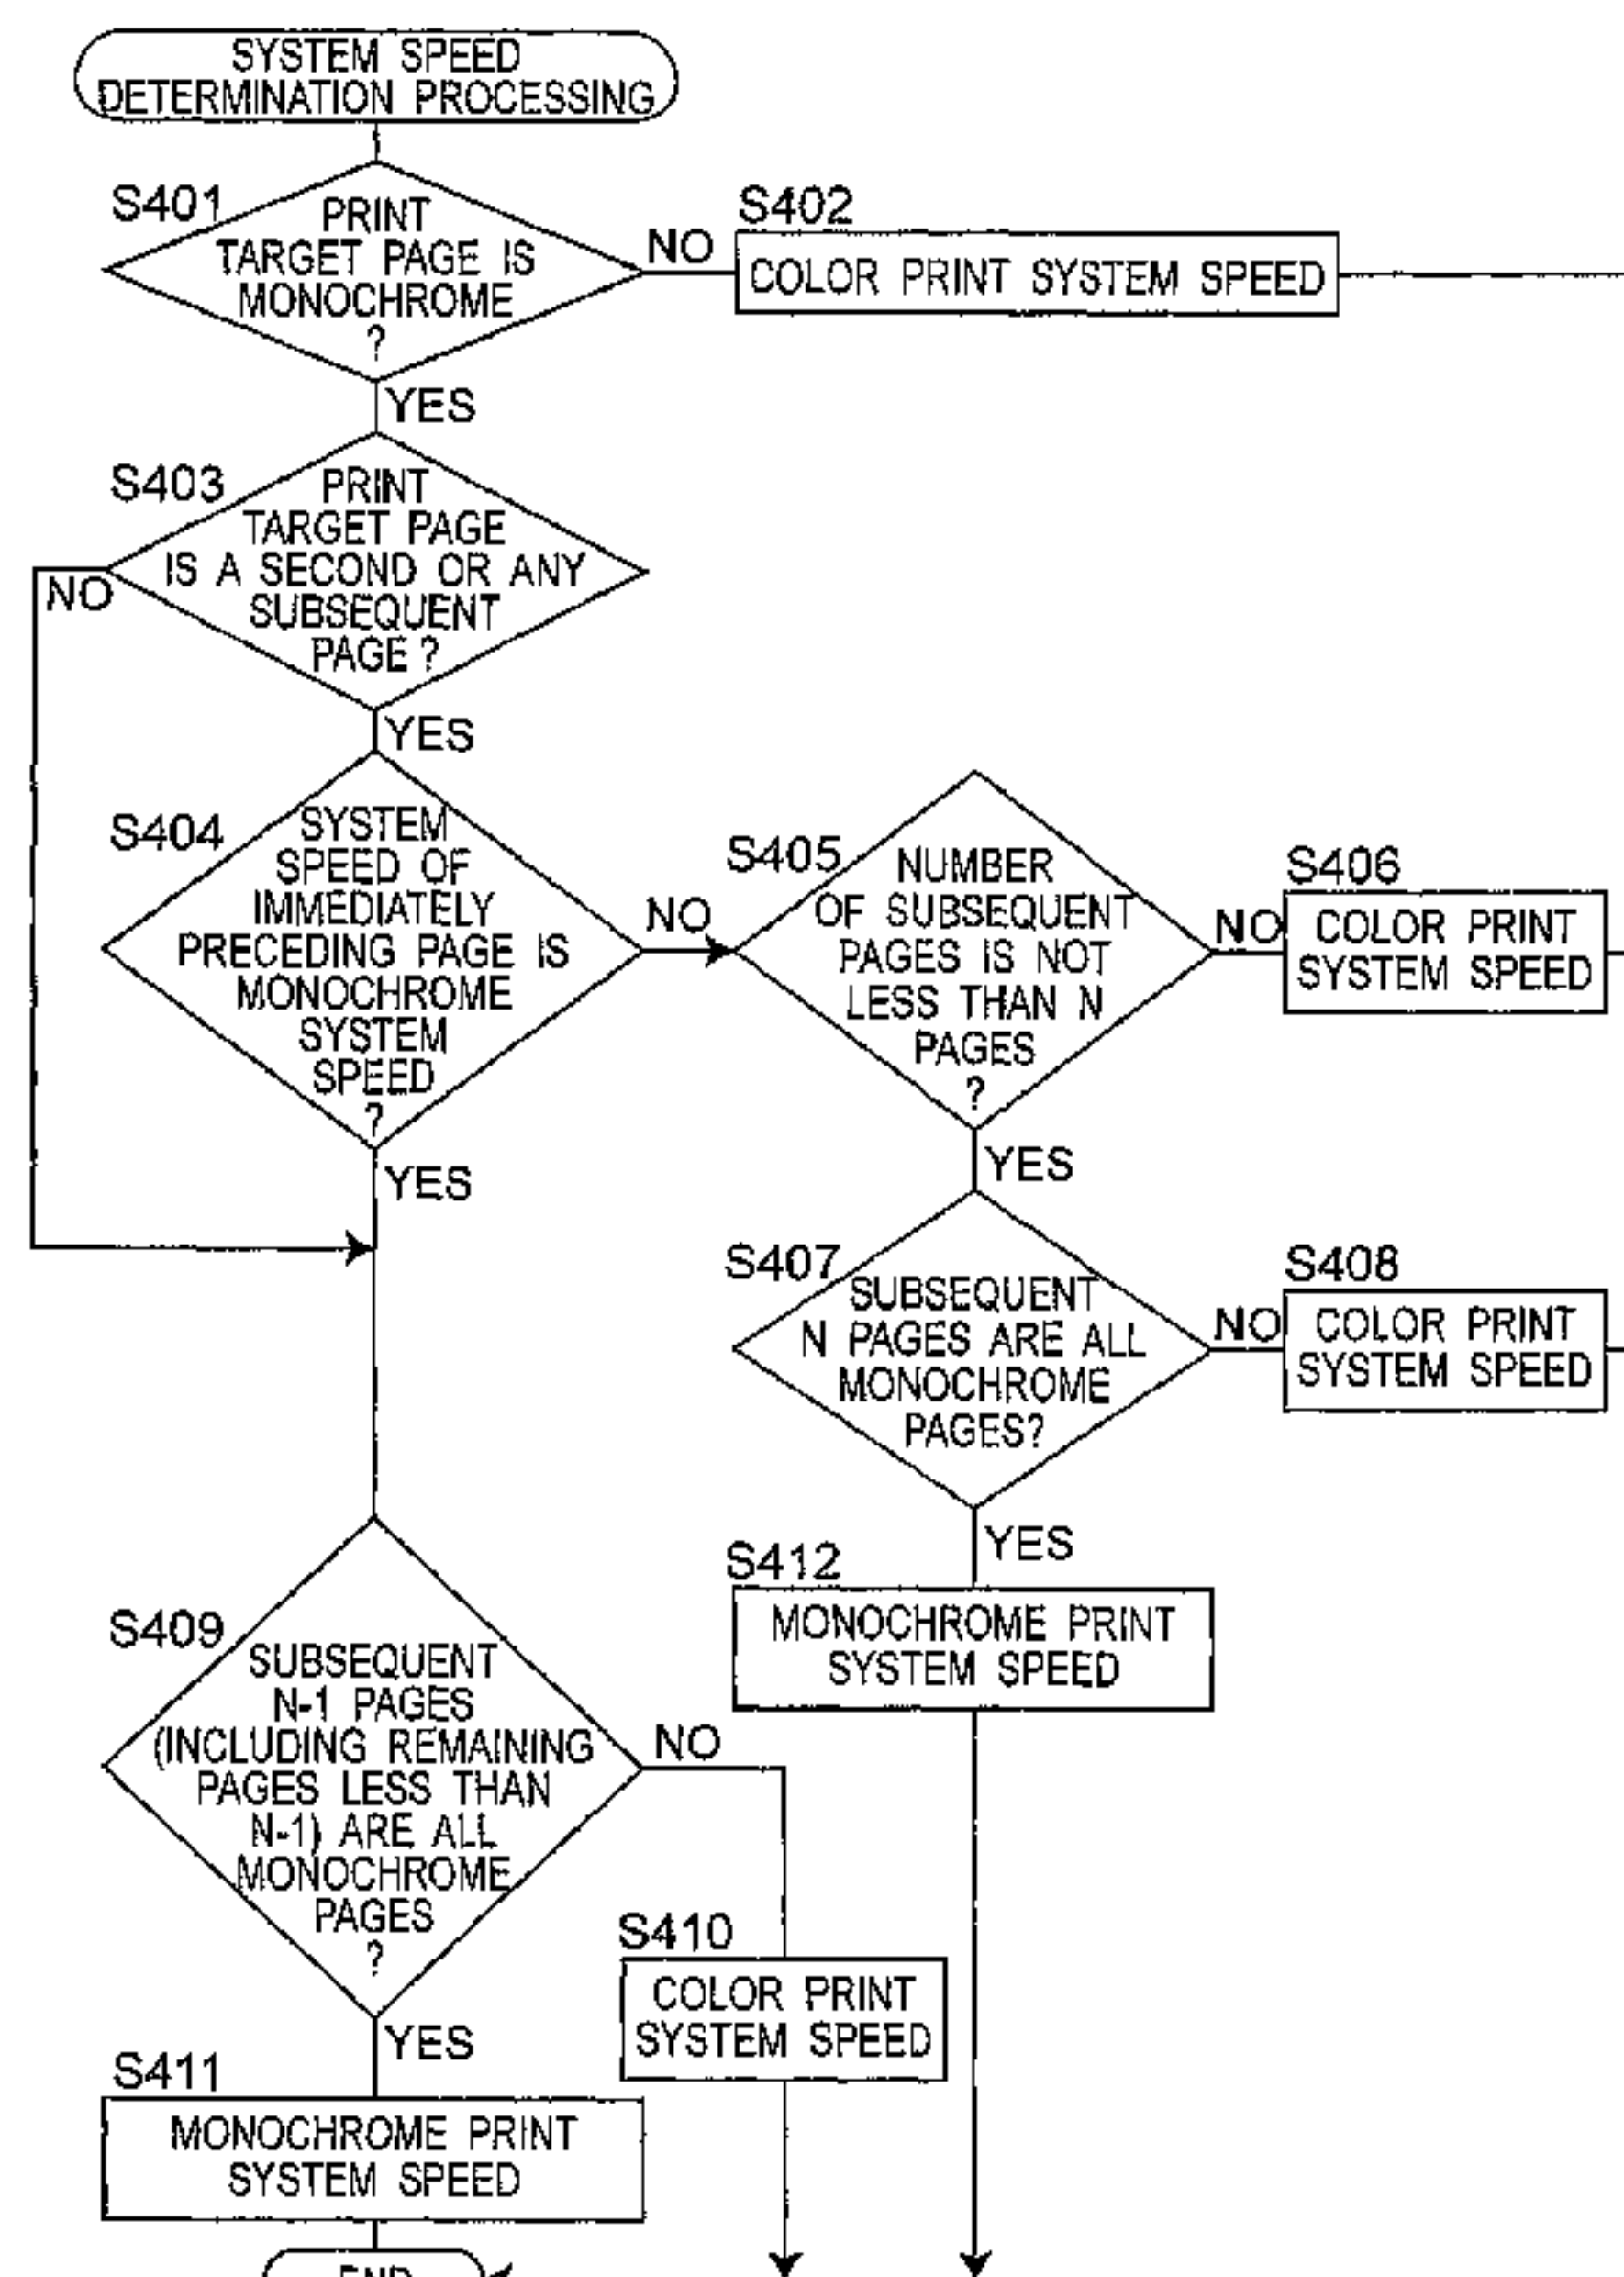 SYSTEM SPEED
DETERMINATION PROCESSING
S401
PRINT
TARGET PAGE IS
MONOCHROME
?
NO
S402
COLOR PRINT SYSTEM SPEED
YES
S403
PRINT
TARGET PAGE
IS A SECOND OR ANY
SUBSEQUENT
PAGE ?
NO
YES
S404
SYSTEM
SPEED OF
IMMEDIATELY
PRECEDING PAGE IS
MONOCHROME
SYSTEM
SPEED
?
NO
S405
NUMBER
OF SUBSEQUENT
PAGES IS NOT
LESS THAN N
PAGES
?
NO
S406
COLOR PRINT
SYSTEM SPEED
YES
YES
S407
SUBSEQUENT
N PAGES ARE ALL
MONOCHROME
PAGES?
NO
S408
COLOR PRINT
SYSTEM SPEED
YES
S412
MONOCHROME PRINT
SYSTEM SPEED
S409
SUBSEQUENT
N-1 PAGES
(INCLUDING REMAINING
PAGES LESS THAN
N-1) ARE ALL
MONOCHROME
PAGES
?
NO
S410
COLOR PRINT
SYSTEM SPEED
YES
S411
MONOCHROME PRINT
SYSTEM SPEED
END